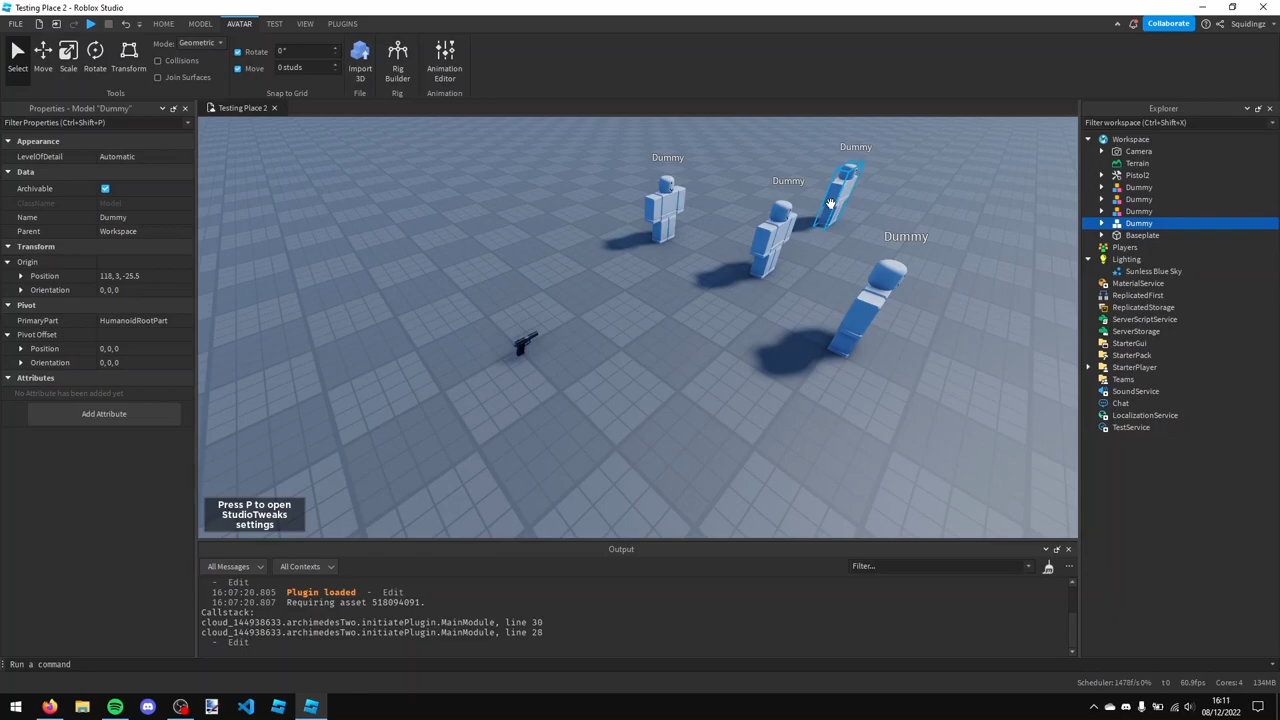 Testing Place 2 - Roblox Studio
FILE
HOME
MODEL
AVATAR
TEST
VIEW
PLUGINS
Collaborate
Squidingz
Select
Move
Scale
Rotate
Transform
Mode: Geometric
Collisions
Join Surfaces
Tools
Rotate 0°
Move 0 studs
Snap to Grid
Import
3D
File
Rig
Builder
Rig
Animation
Editor
Animation
Properties - Model "Dummy"
Filter Properties (Ctrl+Shift+P)
Appearance
LevelOfDetail Automatic
Data
Archivable
ClassName Model
Name Dummy
Parent Workspace
Transform
Origin
Position 118, 3, -25.5
Orientation 0, 0, 0
Pivot
PrimaryPart HumanoidRootPart
Pivot Offset
Position 0, 0, 0
Orientation 0, 0, 0
Attributes
No Attribute has been added yet
Add Attribute
Testing Place 2
Dummy
Dummy
Dummy
Dummy
Press P to open
StudioTweaks
settings
Explorer
Filter workspace (Ctrl+Shift+X)
Workspace
Camera
Terrain
Pistol2
Dummy
Dummy
Dummy
Dummy
Baseplate
Players
Lighting
Sunless Blue Sky
MaterialService
ReplicatedFirst
ReplicatedStorage
ServerScriptService
ServerStorage
StarterGui
StarterPack
StarterPlayer
Teams
SoundService
Chat
LocalizationService
TestService
Output
All Messages
All Contexts
Filter...
- Edit
16:07:20.805 Plugin loaded - Edit
16:07:20.807 Requiring asset 518094091.
Callstack:
cloud_144938633.archimedesTwo.initiatePlugin.MainModule, line 30
cloud_144938633.archimedesTwo.initiatePlugin.MainModule, line 28
- Edit
Run a command
Scheduler: 1478f/s 0% t 0 60.9fps Cores: 4 134MB
16:11
08/12/2022